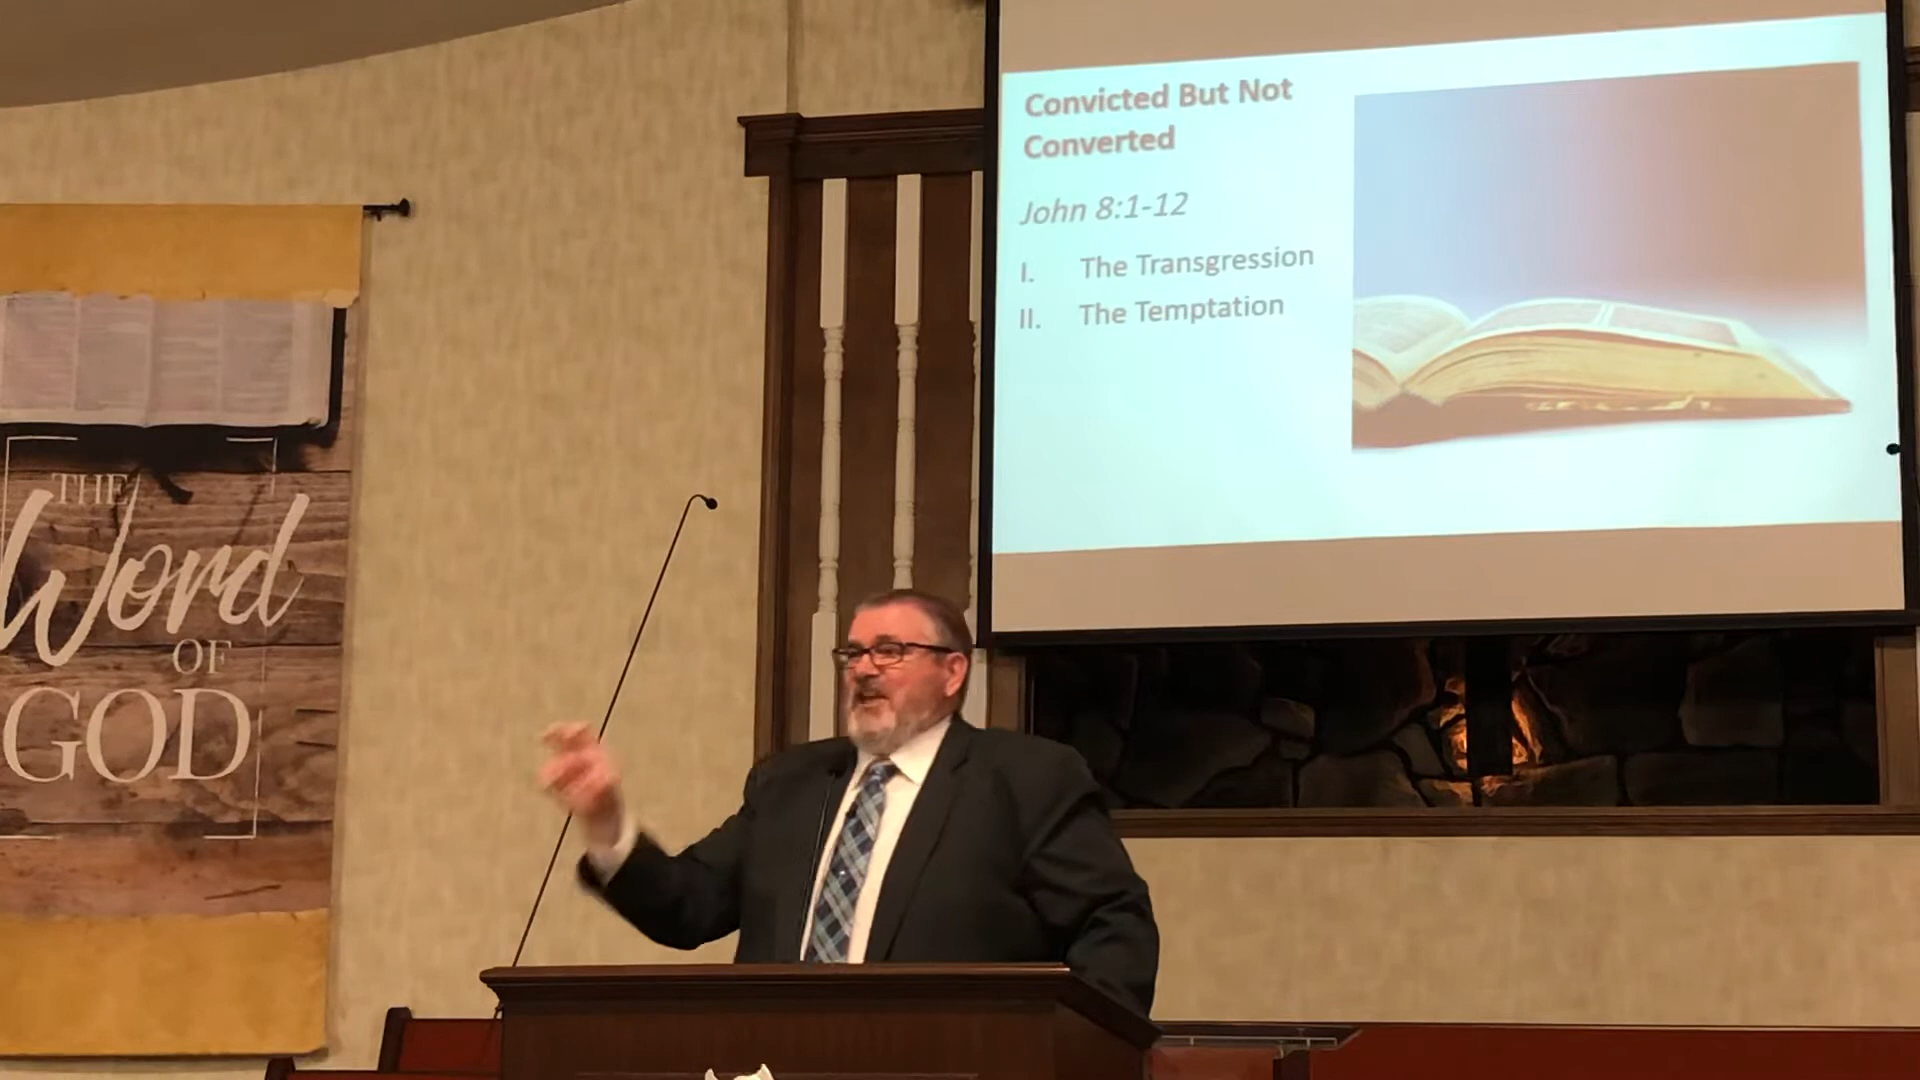 Convicted But Not
Converted
John 8:1-12
I. The Transgression
II. The Temptation
THE
Word
OF
GOD